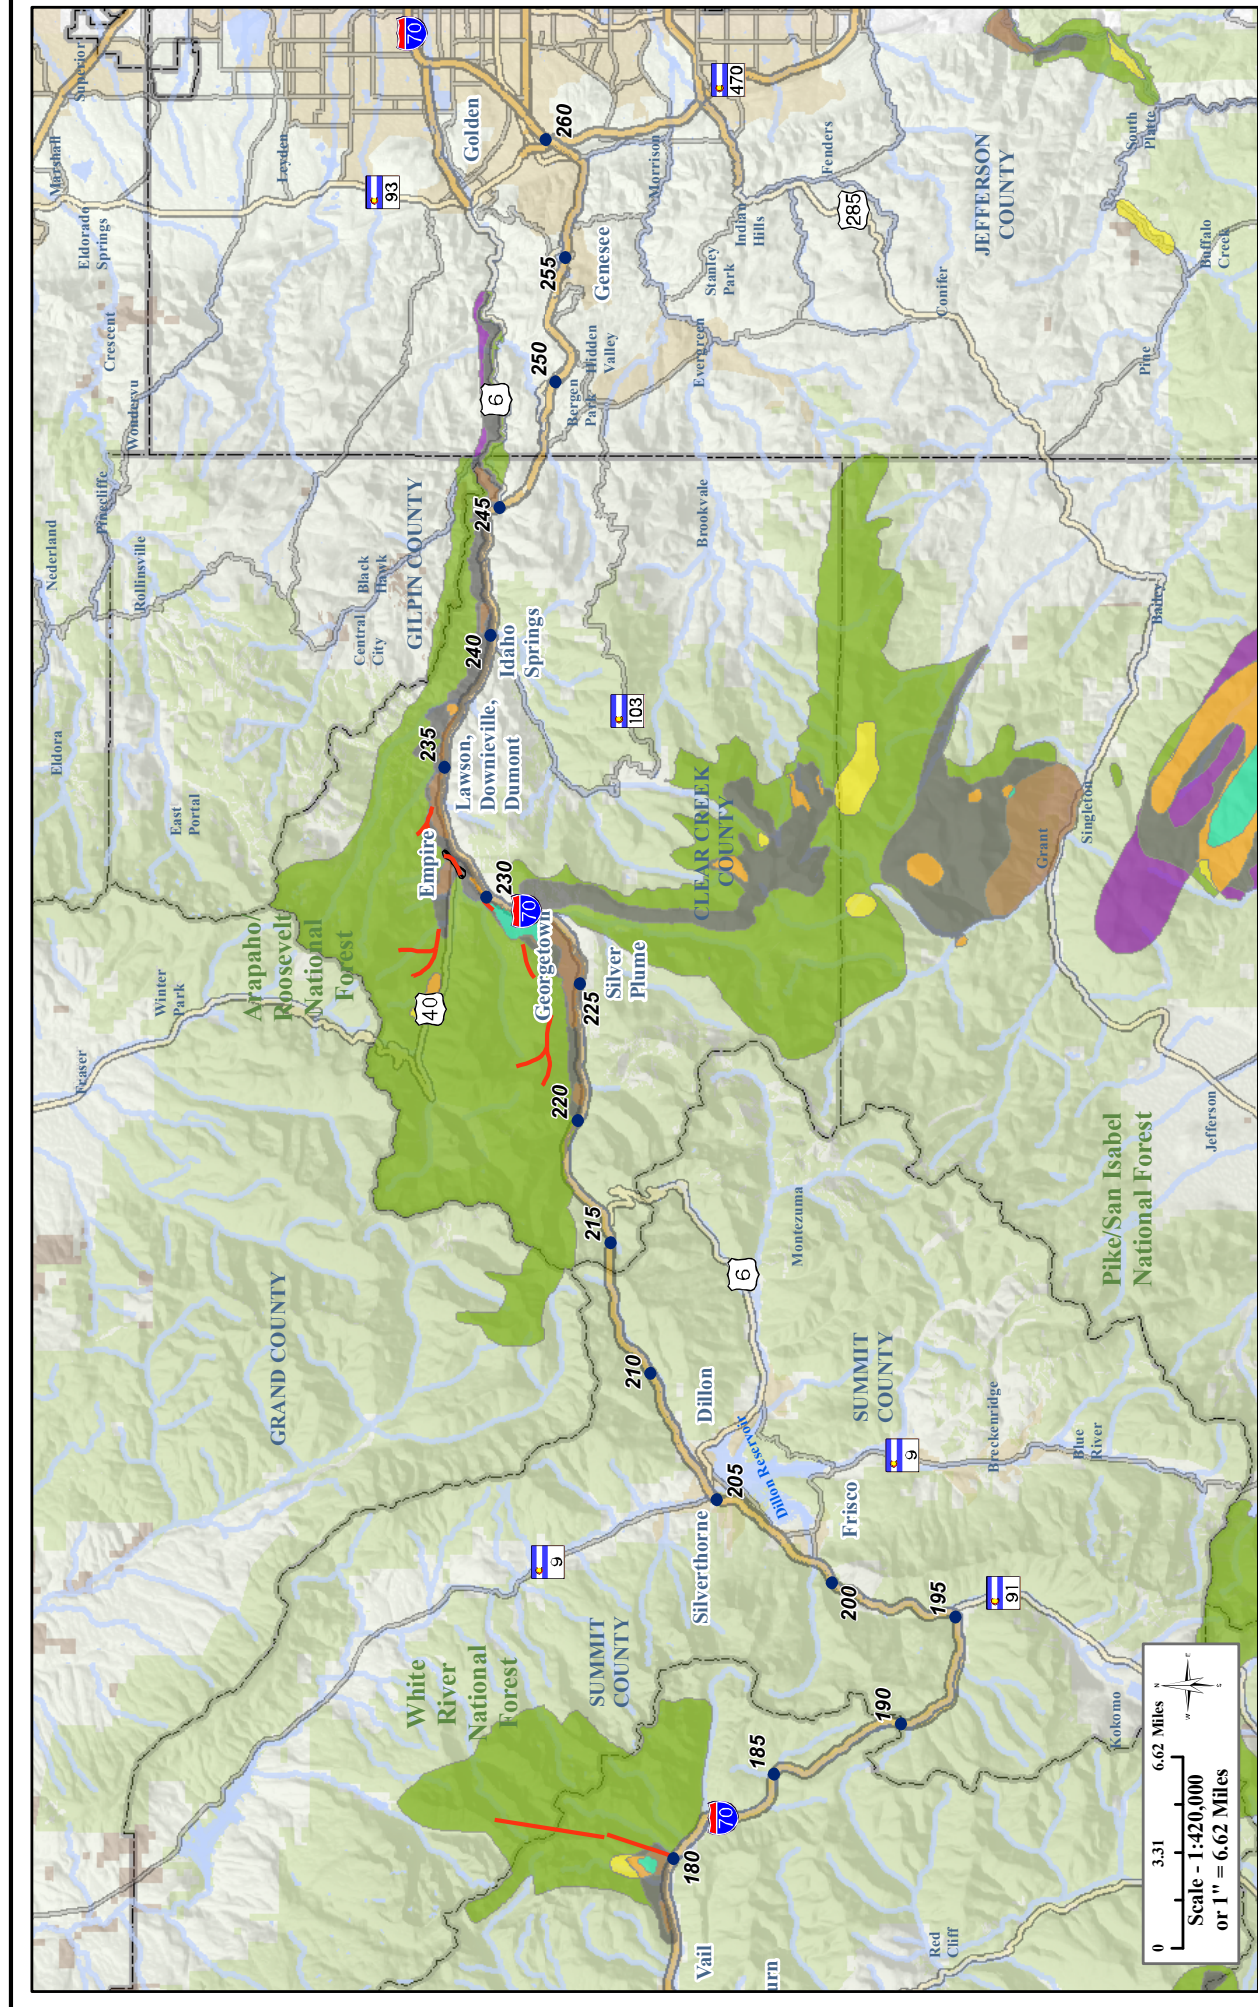 Superior
Marshall
Eldorado
Springs
Crescent
Wondervu
Pinecliffe
Nederland
Rollinsville
Eldora
East
Portal
Winter
Park
Fraser
Leyden
93
70
Golden
470
260
255
Genesee
250
Bergen
Park
Hidden
Valley
6
245
Morrison
Indian
Hills
Stanley
Park
Evergreen
Fenders
285
Conifer
JEFFERSON
COUNTY
South
Platte
Buffalo
Creek
Pine
Bailey
Brookvale
Central
City
Black
Hawk
GILPIN COUNTY
240
Idaho
Springs
103
235
Lawson,
Downieville,
Dumont
Empire
230
70
Georgetown
CLEAR CREEK
COUNTY
Silver
Plume
225
220
40
Arapaho/
Roosevelt
National
Forest
Grant
Singleton
Jefferson
Pike/San Isabel
National Forest
Montezuma
6
215
GRAND COUNTY
210
Dillon
205
Dillon Reservoir
Silverthorne
Frisco
SUMMIT
COUNTY
9
Breckenridge
Blue
River
9
200
195
91
White
River
National
Forest
SUMMIT
COUNTY
190
185
70
180
Vail
urn
Red
Cliff
Kokomo
0 3.31 6.62 Miles
Scale - 1:420,000
or 1" = 6.62 Miles
N
E
S
W